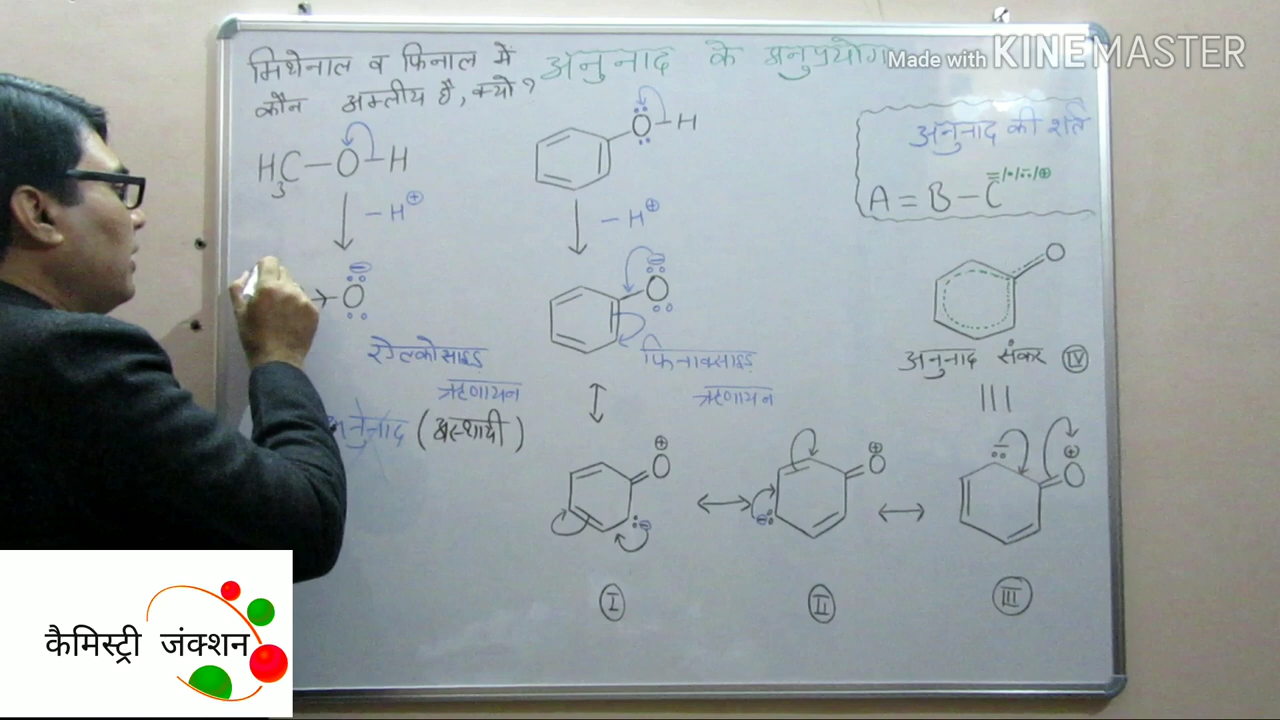 मिथेनाल व फिनाल में
कौन अम्लीय है, क्यो?
अनुनाद के अनुप्रयोग
Made with KINEMASTER
अनुनाद की शर्ते
A = B – C
H3C – O – H
O – H
– H⊕
– H⊕
O
O
O
एल्कोसाइड
ऋणायन
अनुनाद (अस्थायी)
फिनाक्साइड
ऋणायन
अनुनाद संकर IV
O
O
O
I
II
III
कैमिस्ट्री जंक्शन